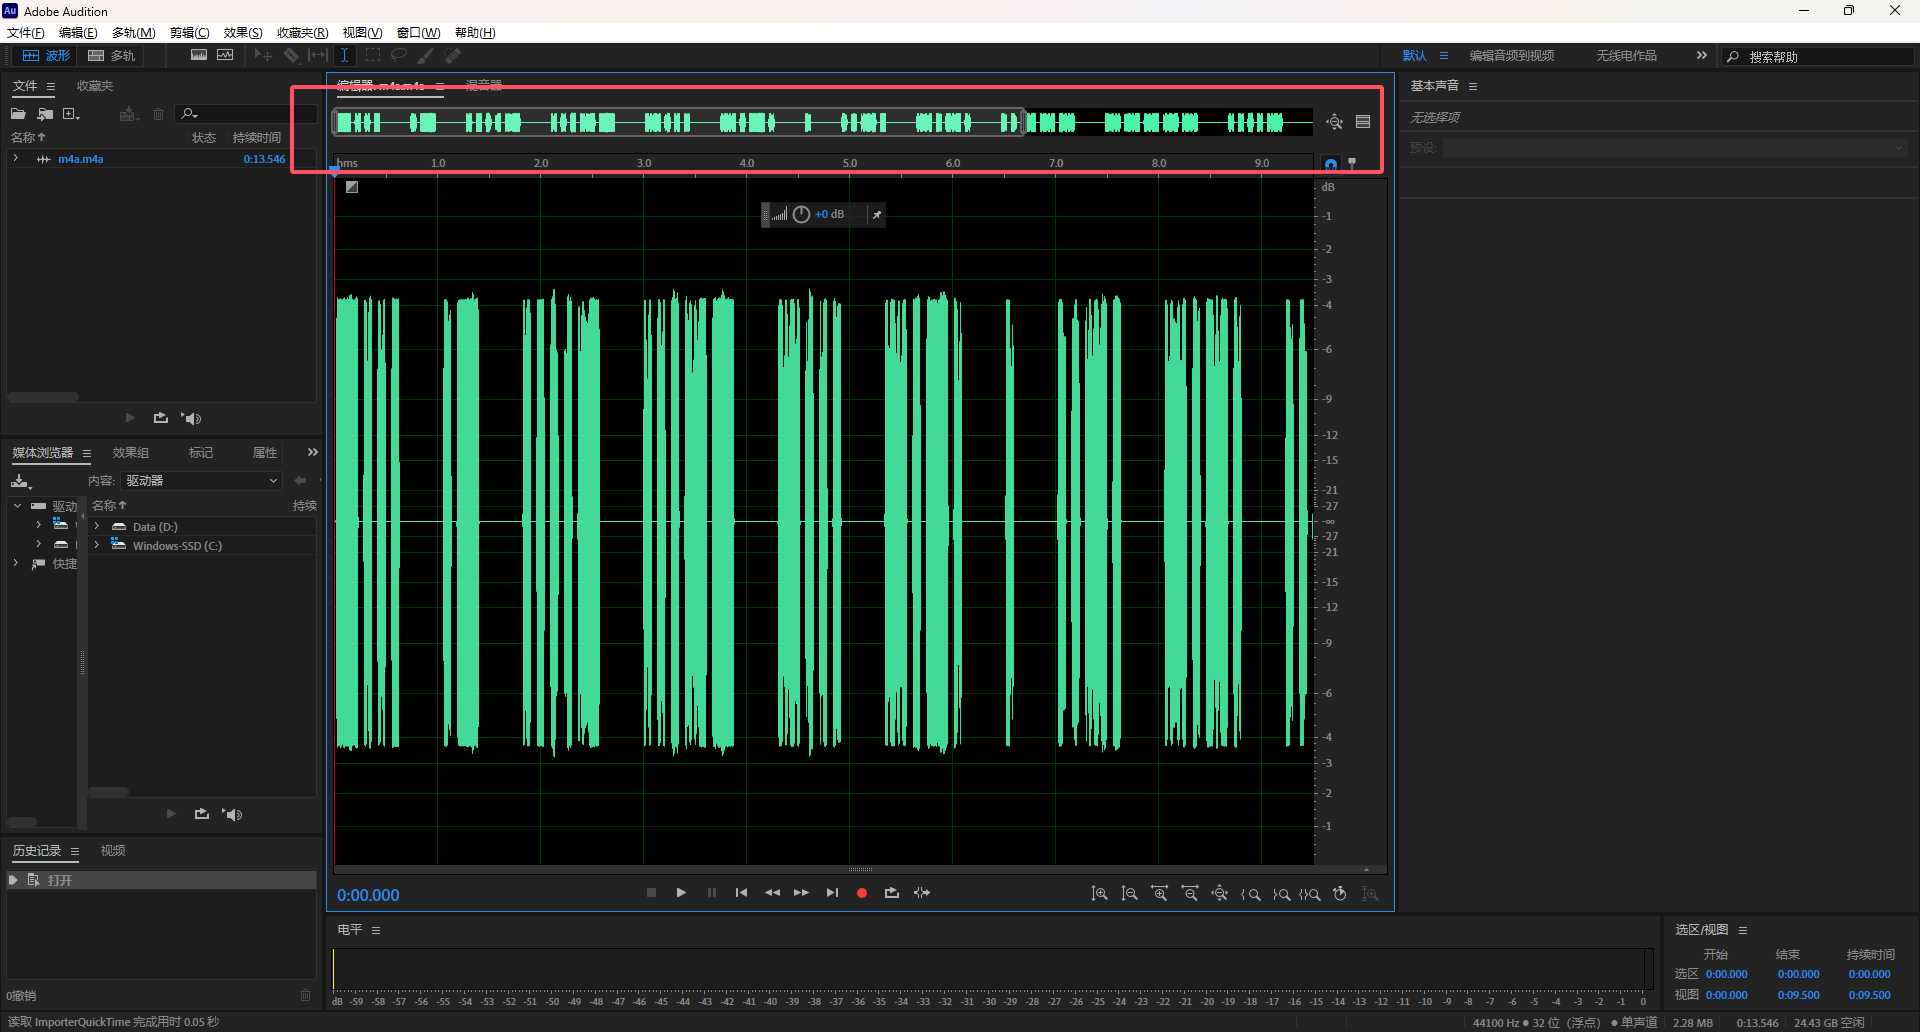 Au Adobe Audition
文件(F) 编辑(E) 多轨(M) 剪辑(C) 效果(S) 收藏夹(R) 视图(V) 窗口(W) 帮助(H)
波形 多轨 默认 编辑音频到视频 无线电作品 搜索帮助
文件 收藏夹
名称 状态 持续时间
m4a.m4a 0:13.546
媒体浏览器 效果组 标记 属性
内容: 驱动器
驱动
快捷
名称 持续
Data (D:)
Windows-SSD (C:)
历史记录 视频
打开
0撤销
编辑器: m4a.m4a 混音器
hms 1.0 2.0 3.0 4.0 5.0 6.0 7.0 8.0 9.0
+0 dB
dB
-1
-2
-3
-4
-6
-9
-12
-15
-21
-27
-∞
-27
-21
-15
-12
-9
-6
-4
-3
-2
-1
0:00.000
电平
dB -59 -58 -57 -56 -55 -54 -53 -52 -51 -50 -49 -48 -47 -46 -45 -44 -43 -42 -41 -40 -39 -38 -37 -36 -35 -34 -33 -32 -31 -30 -29 -28 -27 -26 -25 -24 -23 -22 -21 -20 -19 -18 -17 -16 -15 -14 -13 -12 -11 -10 -9 -8 -7 -6 -5 -4 -3 -2 -1 0
基本声音
无选择项
预设:
选区/视图
开始 结束 持续时间
选区 0:00.000 0:00.000 0:00.000
视图 0:00.000 0:09.500 0:09.500
读取 ImporterQuickTime 完成用时 0.05 秒
44100 Hz ● 32 位 (浮点) ● 单声道 2.28 MB 0:13.546 24.43 GB 空闲